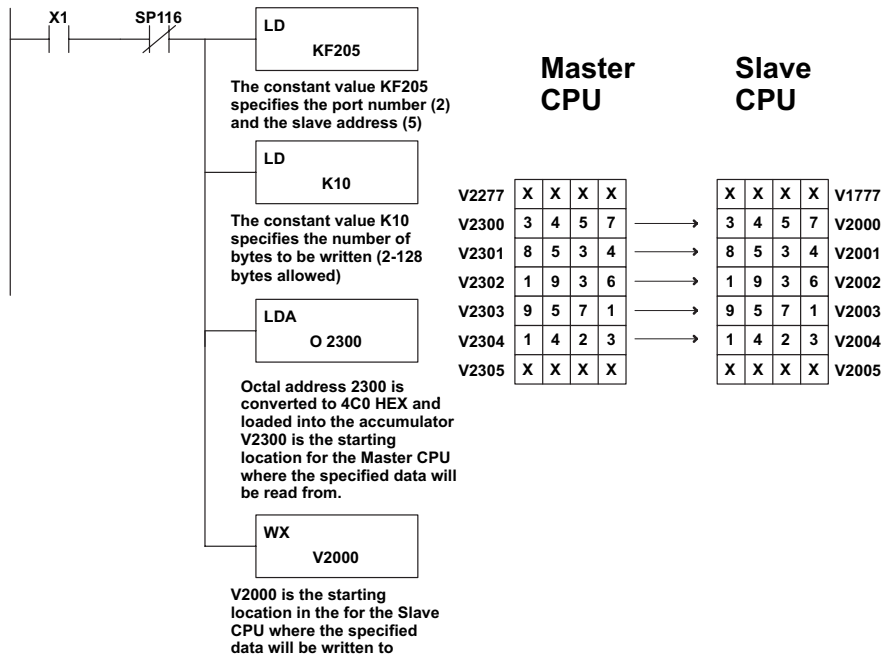 X1
SP116
LD
KF205
The constant value KF205
specifies the port number (2)
and the slave address (5)
LD
K10
The constant value K10
specifies the number of
bytes to be written (2-128
bytes allowed)
LDA
O 2300
Octal address 2300 is
converted to 4C0 HEX and
loaded into the accumulator
V2300 is the starting
location for the Master CPU
where the specified data will
be read from.
WX
V2000
V2000 is the starting
location in the for the Slave
CPU where the specified
data will be written to
Master
CPU
Slave
CPU
V2277 X X X X X X X X V1777
V2300 3 4 5 7 3 4 5 7 V2000
V2301 8 5 3 4 8 5 3 4 V2001
V2302 1 9 3 6 1 9 3 6 V2002
V2303 9 5 7 1 9 5 7 1 V2003
V2304 1 4 2 3 1 4 2 3 V2004
V2305 X X X X X X X X V2005